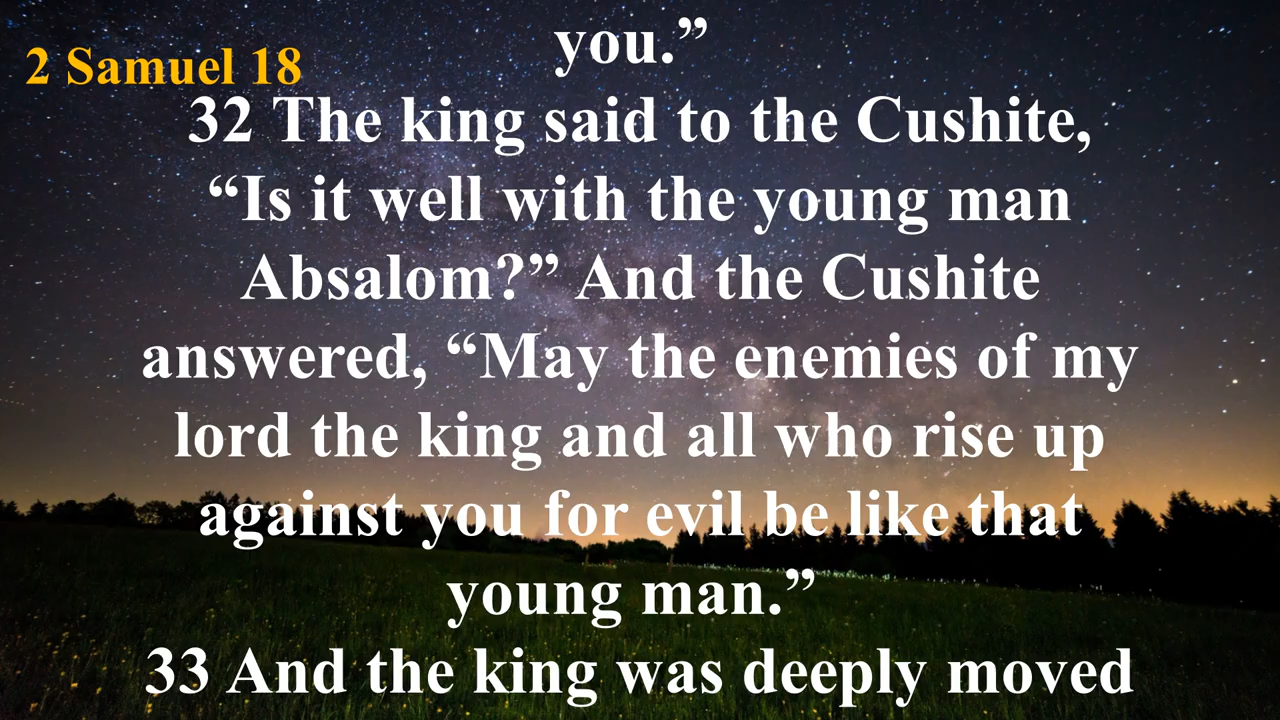 you.”
2 Samuel 18
32 The king said to the Cushite,
“Is it well with the young man
Absalom?” And the Cushite
answered, “May the enemies of my
lord the king and all who rise up
against you for evil be like that
young man.”
33 And the king was deeply moved